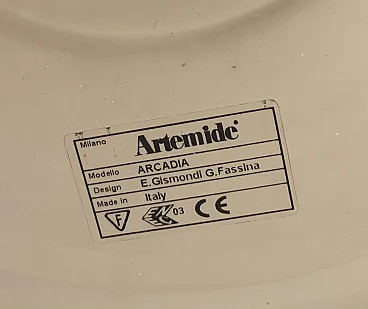 Milano Artemide
Modello ARCADIA
Design E.Gismondi G.Fassina
Made in Italy
F 03 CE